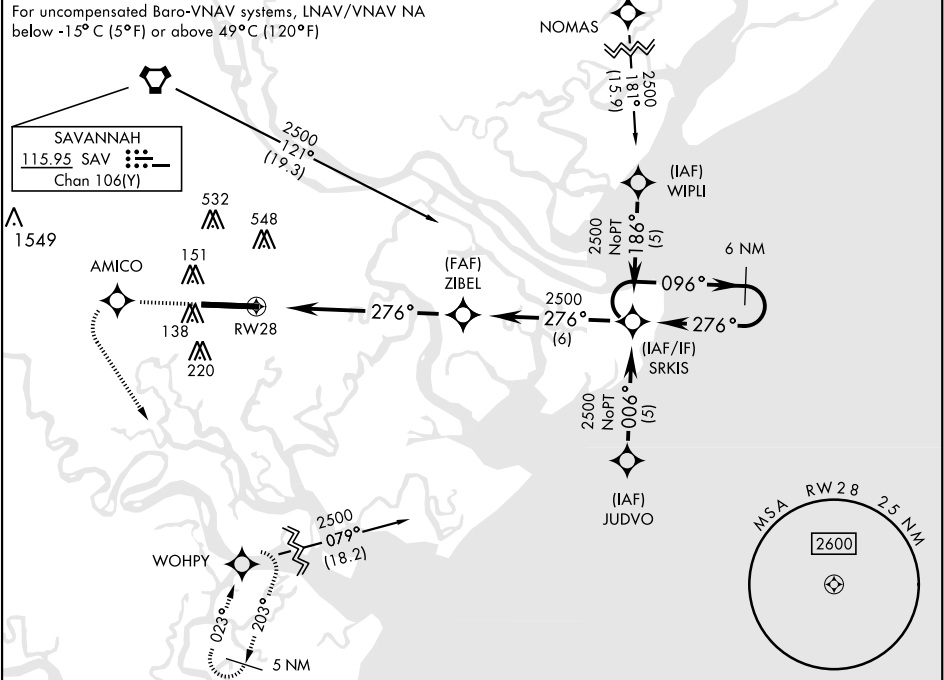 For uncompensated Baro-VNAV systems, LNAV/VNAV NA
below -15°C (5°F) or above 49°C (120°F)
NOMAS
2500
181°
(15.9)
SAVANNAH
115.95 SAV
Chan 106(Y)
2500
121°
(19.3)
(IAF)
WIPLI
1549
532
548
2500
NoPT
186°
(5)
6 NM
AMICO
151
(FAF)
ZIBEL
096°
138
RW28
276°
2500
276°
(6)
276°
(IAF/IF)
SRKIS
220
2500
NoPT
006°
(5)
(IAF)
JUDVO
MSA RW28 25 NM
2600
WOHPY
2500
079°
(18.2)
023°
203°
5 NM